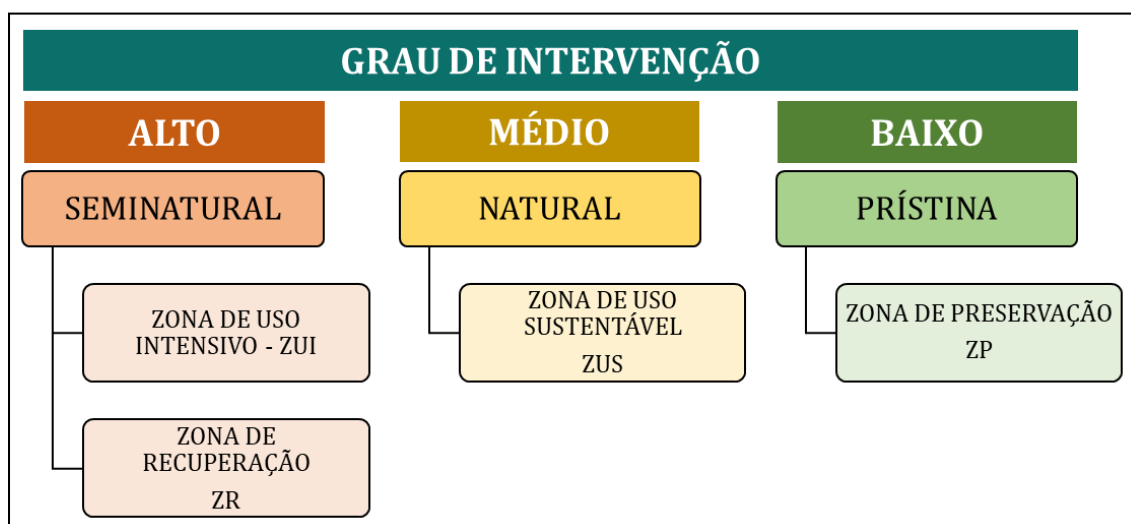 GRAU DE INTERVENÇÃO
ALTO
SEMINATURAL
ZONA DE USO
INTENSIVO - ZUI
ZONA DE
RECUPERAÇÃO
ZR
MÉDIO
NATURAL
ZONA DE USO
SUSTENTÁVEL
ZUS
BAIXO
PRÍSTINA
ZONA DE PRESERVAÇÃO
ZP